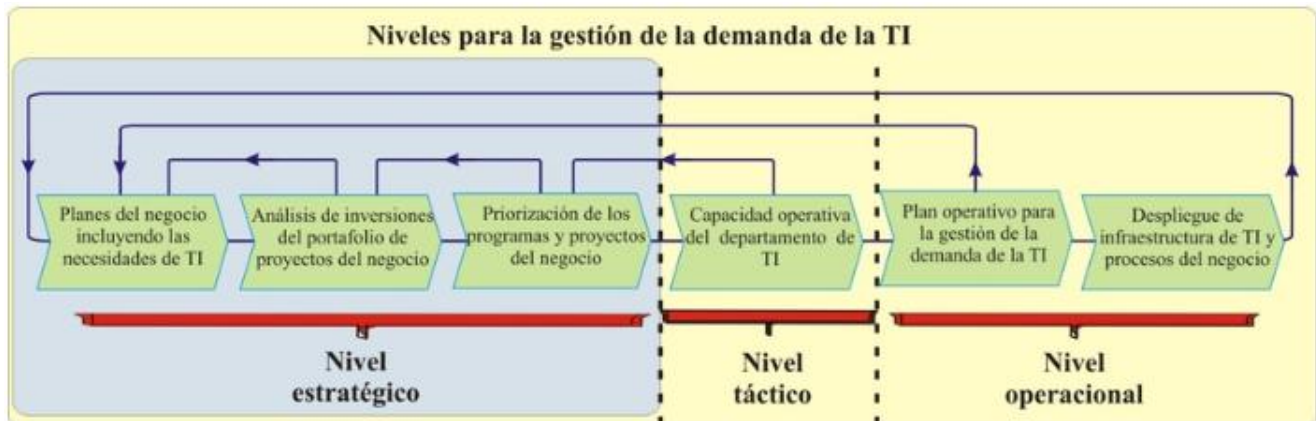 Niveles para la gestión de la demanda de la TI
Planes del negocio
incluyendo las
necesidades de TI
Análisis de inversiones
del portafolio de
proyectos del negocio
Priorización de los
programas y proyectos
del negocio
Capacidad operativa
del departamento de
TI
Plan operativo para
la gestión de la
demanda de la TI
Despliegue de
infraestructura de TI y
procesos del negocio
Nivel
estratégico
Nivel
táctico
Nivel
operacional